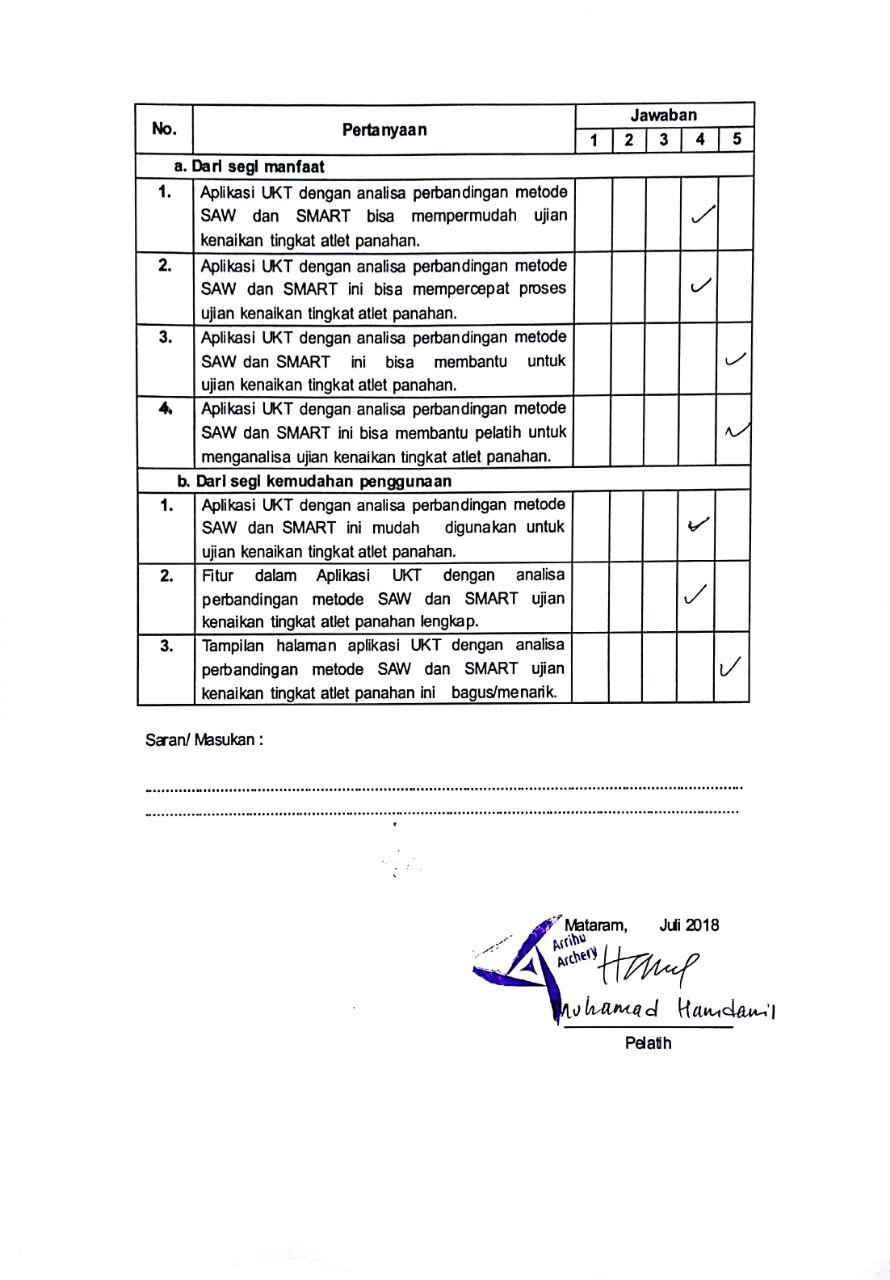 No. Pertanyaan Jawaban
1 2 3 4 5
a. Dari segi manfaat
1. Aplikasi UKT dengan analisa perbandingan metode
SAW dan SMART bisa mempermudah ujian
kenaikan tingkat atlet panahan.
2. Aplikasi UKT dengan analisa perbandingan metode
SAW dan SMART ini bisa mempercepat proses
ujian kenaikan tingkat atlet panahan.
3. Aplikasi UKT dengan analisa perbandingan metode
SAW dan SMART ini bisa membantu untuk
ujian kenaikan tingkat atlet panahan.
4. Aplikasi UKT dengan analisa perbandingan metode
SAW dan SMART ini bisa membantu pelatih untuk
menganalisa ujian kenaikan tingkat atlet panahan.
b. Dari segi kemudahan penggunaan
1. Aplikasi UKT dengan analisa perbandingan metode
SAW dan SMART ini mudah digunakan untuk
ujian kenaikan tingkat atlet panahan.
2. Fitur dalam Aplikasi UKT dengan analisa
perbandingan metode SAW dan SMART ujian
kenaikan tingkat atlet panahan lengkap.
3. Tampilan halaman aplikasi UKT dengan analisa
perbandingan metode SAW dan SMART ujian
kenaikan tingkat atlet panahan ini bagus/menarik.
Saran/ Masukan :
Mataram, Juli 2018
Arrihu
Archery
Muhamad Hamdanil
Pelatih